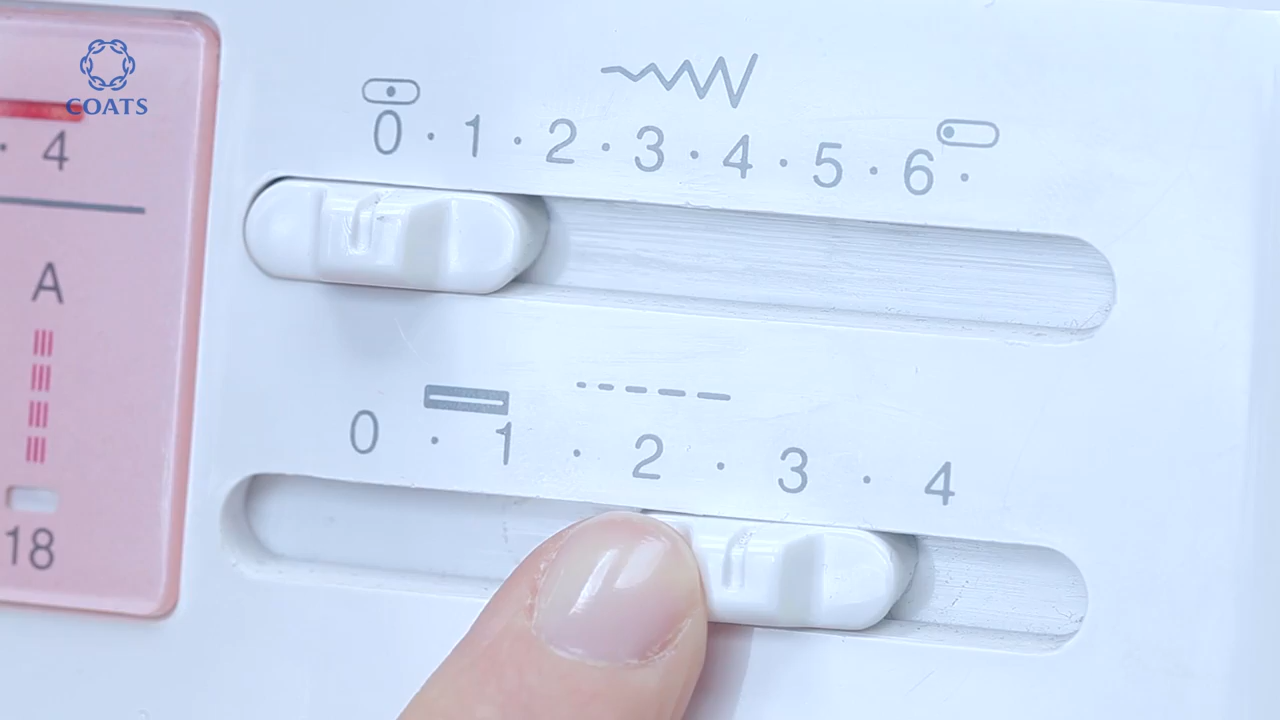 COATS
· 4
A
18
0 · 1 · 2 · 3 · 4 · 5 · 6 ·
0 · 1 · 2 · 3 · 4